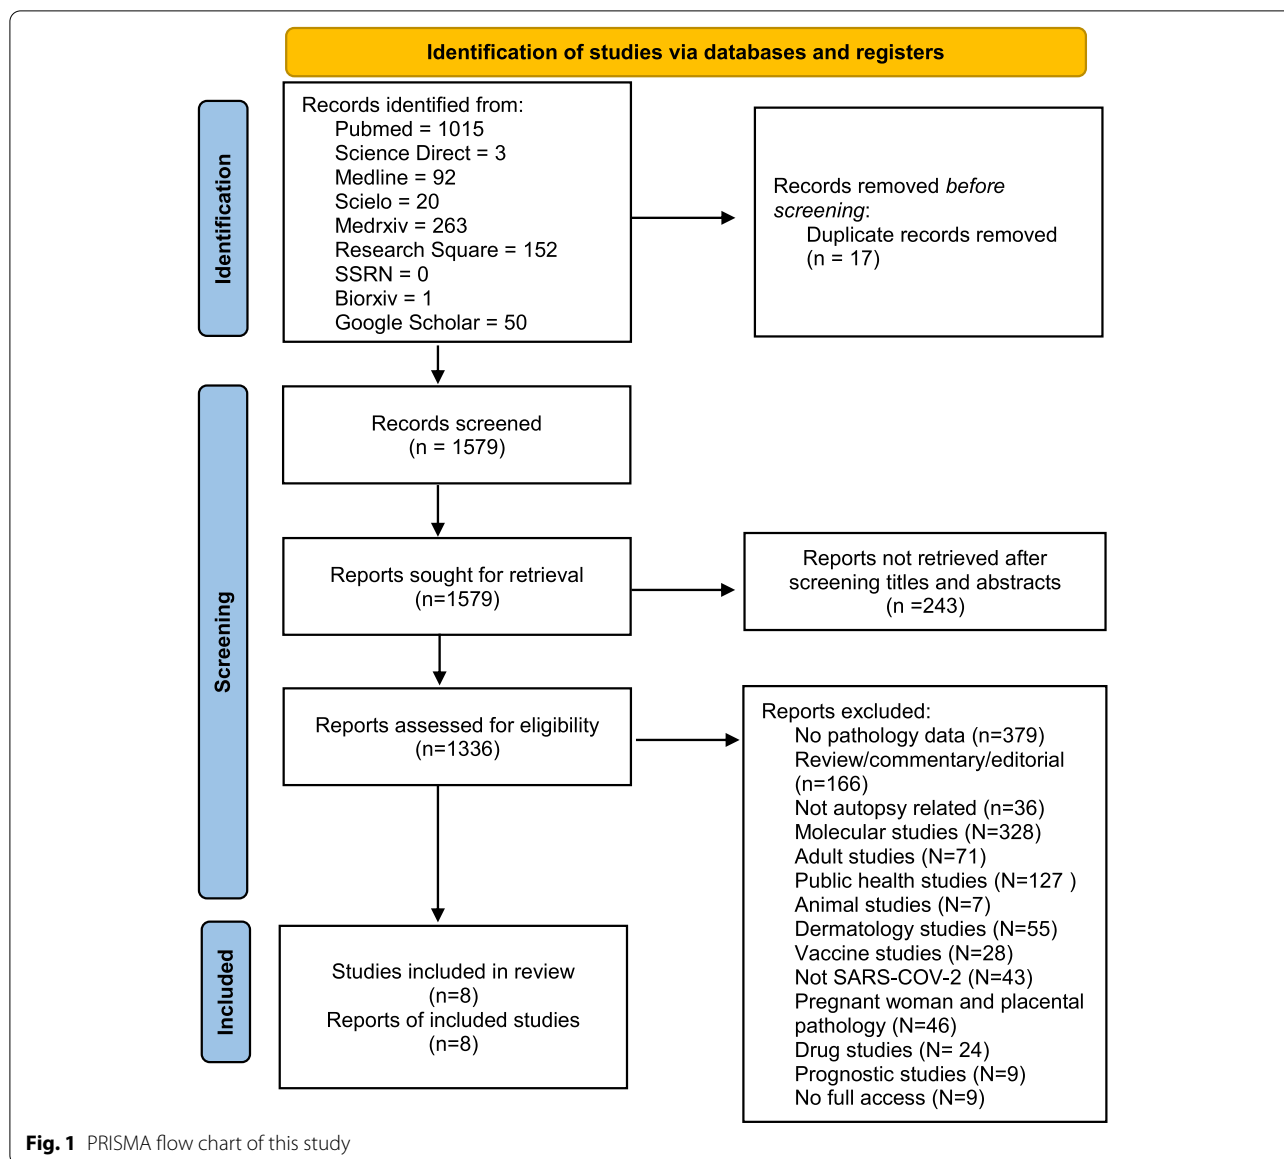 Identification of studies via databases and registers
Identification
Records identified from:
Pubmed = 1015
Science Direct = 3
Medline = 92
Scielo = 20
Medrxiv = 263
Research Square = 152
SSRN = 0
Biorxiv = 1
Google Scholar = 50
Records removed before
screening:
Duplicate records removed
(n = 17)
Screening
Records screened
(n = 1579)
Reports sought for retrieval
(n=1579)
Reports not retrieved after
screening titles and abstracts
(n =243)
Reports assessed for eligibility
(n=1336)
Reports excluded:
No pathology data (n=379)
Review/commentary/editorial
(n=166)
Not autopsy related (n=36)
Molecular studies (N=328)
Adult studies (N=71)
Public health studies (N=127 )
Animal studies (N=7)
Dermatology studies (N=55)
Vaccine studies (N=28)
Not SARS-COV-2 (N=43)
Pregnant woman and placental
pathology (N=46)
Drug studies (N= 24)
Prognostic studies (N=9)
No full access (N=9)
Included
Studies included in review
(n=8)
Reports of included studies
(n=8)
Fig. 1 PRISMA flow chart of this study